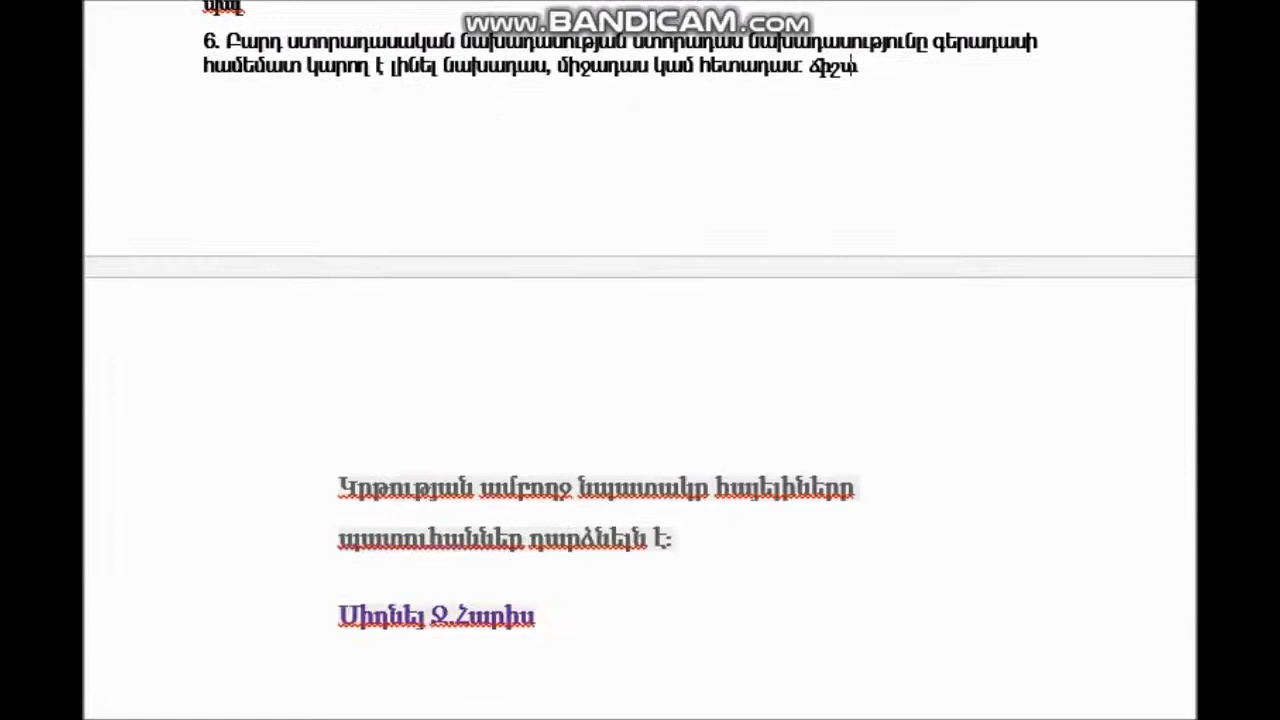 www.BANDICAM.com
6. Բարդ ստորադասական նախադասության ստորադաս նախադասությունը գերադասի
համեմատ կարող է լինել նախադաս, միջադաս կամ հետադաս: Ճիշտ
Կրթության ամբողջ նպատակը հայելիները
պատուհաններ դարձնելն է:
Սիդնեյ Ջ.Հարիս